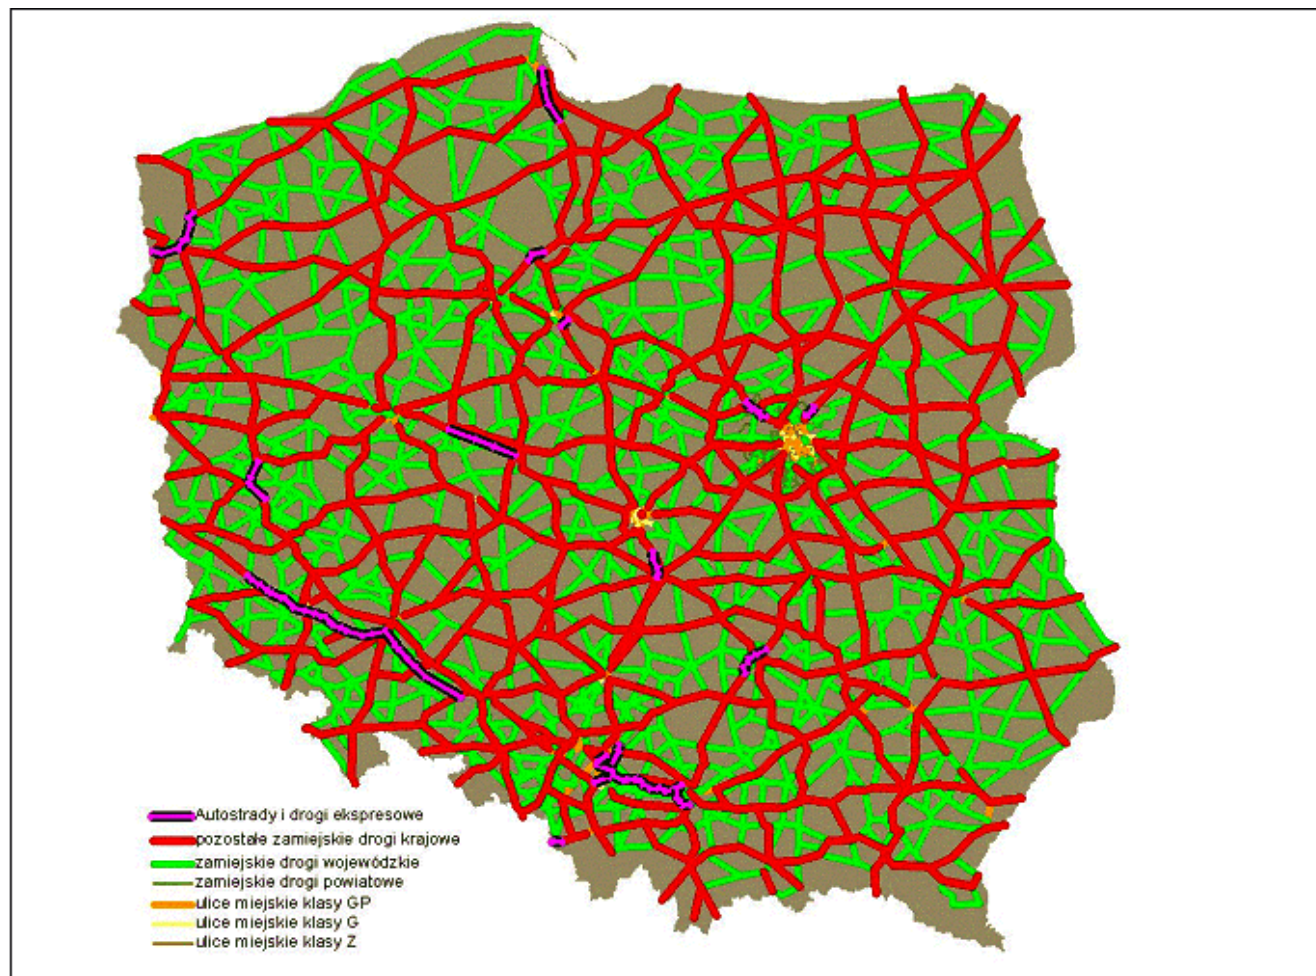 Autostrady i drogi ekspresowe
pozostałe zamiejskie drogi krajowe
zamiejskie drogi wojewódzkie
zamiejskie drogi powiatowe
ulice miejskie klasy GP
ulice miejskie klasy G
ulice miejskie klasy Z